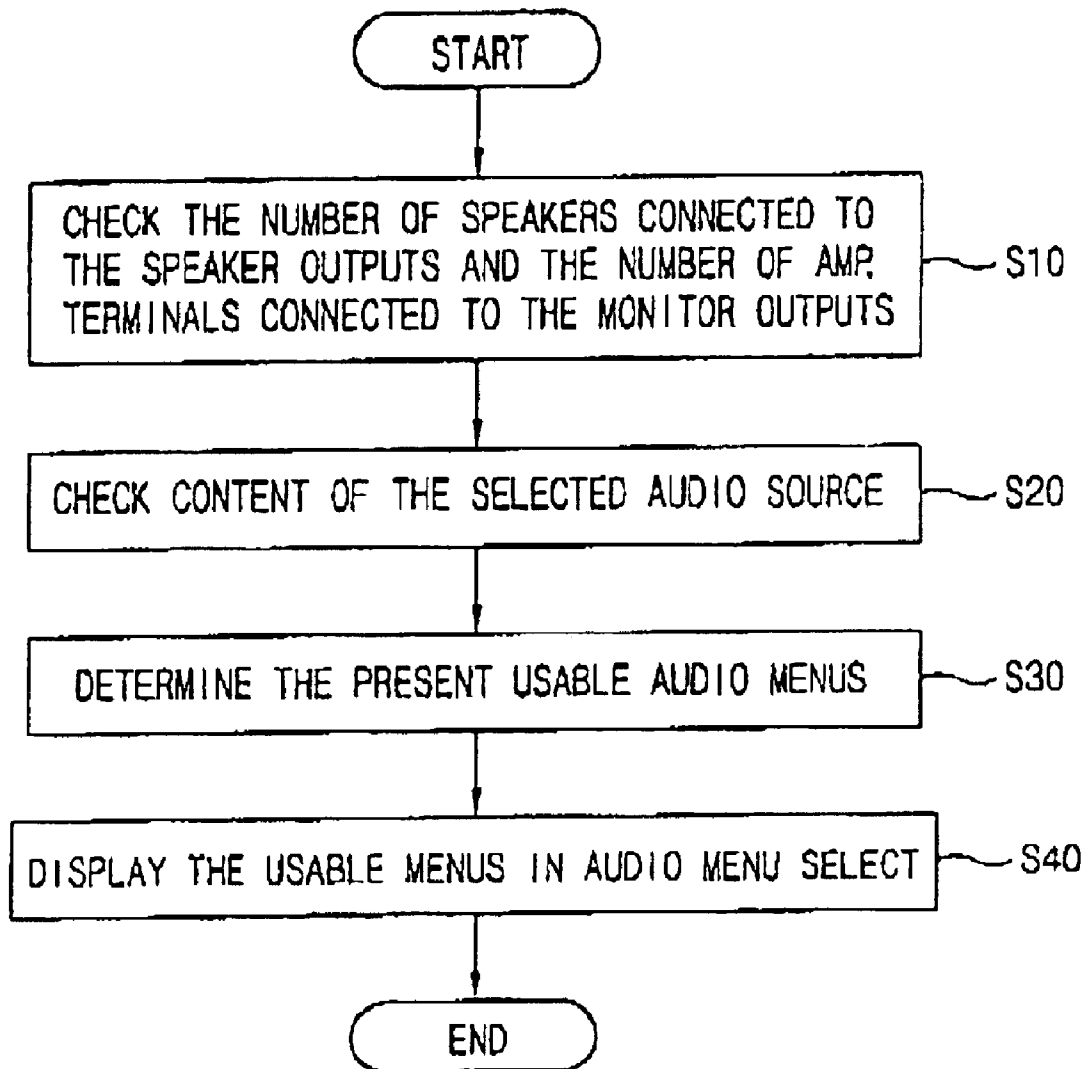 START
CHECK THE NUMBER OF SPEAKERS CONNECTED TO
THE SPEAKER OUTPUTS AND THE NUMBER OF AMP.
TERMINALS CONNECTED TO THE MONITOR OUTPUTS
S10
CHECK CONTENT OF THE SELECTED AUDIO SOURCE
S20
DETERMINE THE PRESENT USABLE AUDIO MENUS
S30
DISPLAY THE USABLE MENUS IN AUDIO MENU SELECT
S40
END